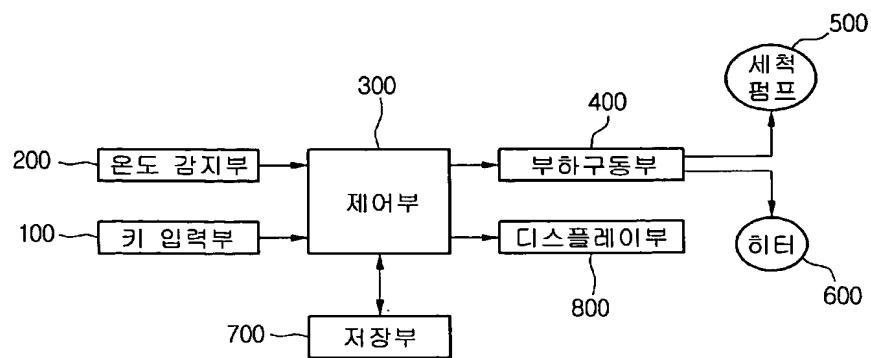 500
세척
펌프
300
400
200
온도 감지부
부하구동부
제어부
100
키 입력부
디스플레이부
히터
800
600
700
저장부